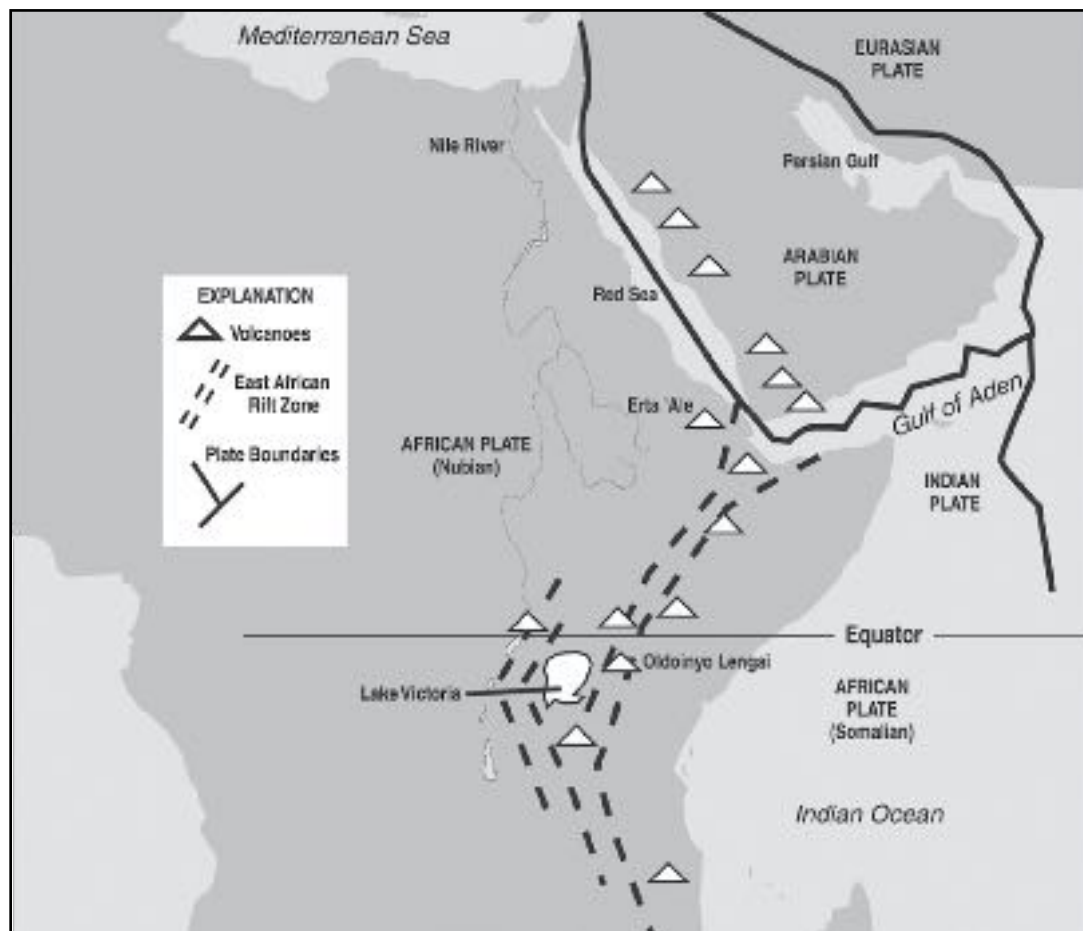 Mediterranean Sea
EURASIAN
PLATE
Nile River
Persian Gulf
ARABIAN
PLATE
EXPLANATION
Volcanoes
East African
Rift Zone
Plate Boundaries
Red Sea
Erta 'Ale
Gulf of Aden
AFRICAN PLATE
(Nubian)
INDIAN
PLATE
Equator
Oldoinyo Lengai
Lake Victoria
AFRICAN
PLATE
(Somalian)
Indian Ocean